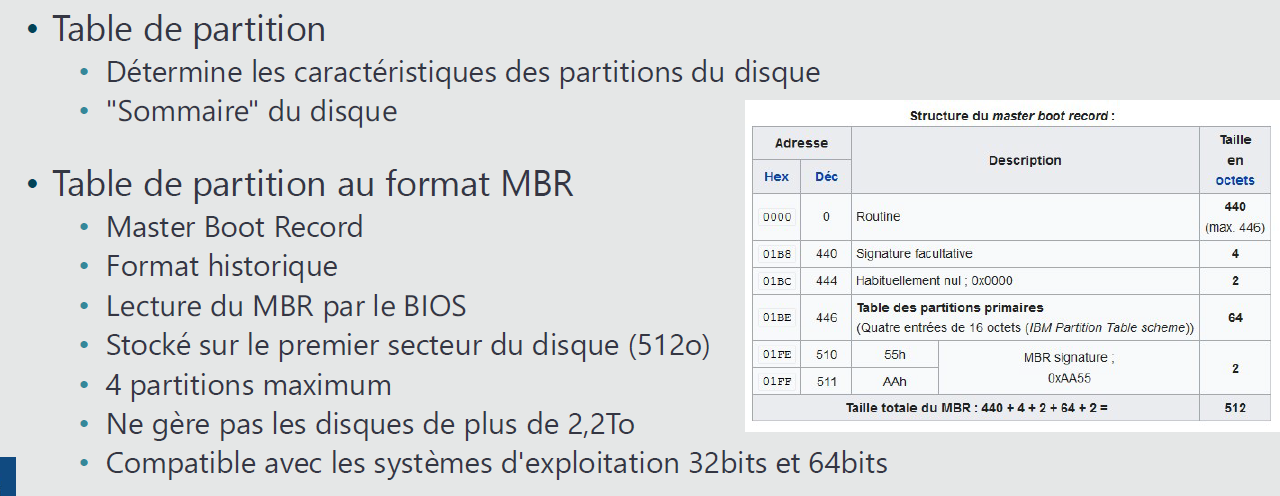 • Table de partition
• Détermine les caractéristiques des partitions du disque
• "Sommaire" du disque
• Table de partition au format MBR
• Master Boot Record
• Format historique
• Lecture du MBR par le BIOS
• Stocké sur le premier secteur du disque (512o)
• 4 partitions maximum
• Ne gère pas les disques de plus de 2,2To
• Compatible avec les systèmes d'exploitation 32bits et 64bits
Structure du master boot record :
Adresse
Description
Taille
en
octets
Hex Déc
0000 0 Routine 440
(max. 446)
01B8 440 Signature facultative 4
01BC 444 Habituellement nul ; 0x0000 2
01BE 446 Table des partitions primaires
(Quatre entrées de 16 octets (IBM Partition Table scheme)) 64
01FE 510 55h MBR signature ;
0xAA55 2
01FF 511 AAh
Taille totale du MBR : 440 + 4 + 2 + 64 + 2 = 512